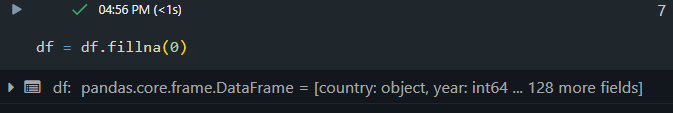 04:56 PM (<1s)
7
df = df.fillna(0)
df: pandas.core.frame.DataFrame = [country: object, year: int64 ... 128 more fields]